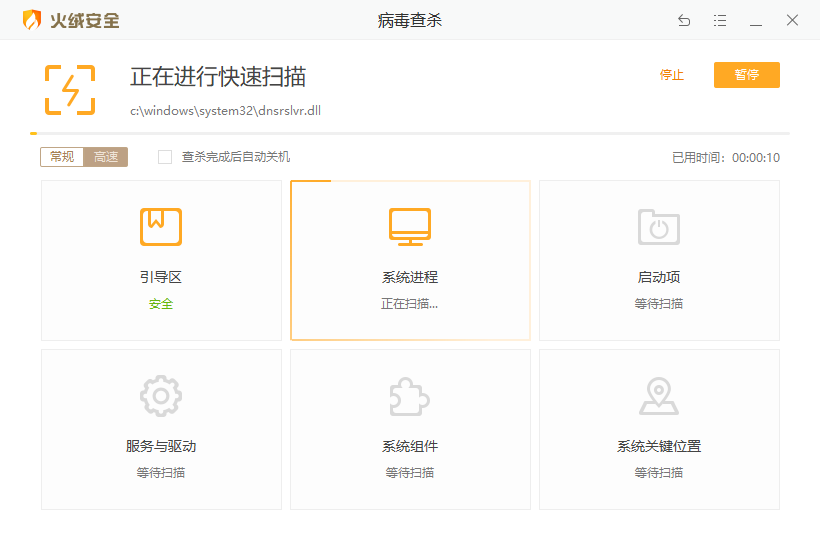 火绒安全
病毒查杀
正在进行快速扫描
停止
暂停
c:\windows\system32\dnsrslvr.dll
常规
高速
查杀完成后自动关机
已用时间：00:00:10
引导区
安全
系统进程
正在扫描...
启动项
等待扫描
服务与驱动
等待扫描
系统组件
等待扫描
系统关键位置
等待扫描